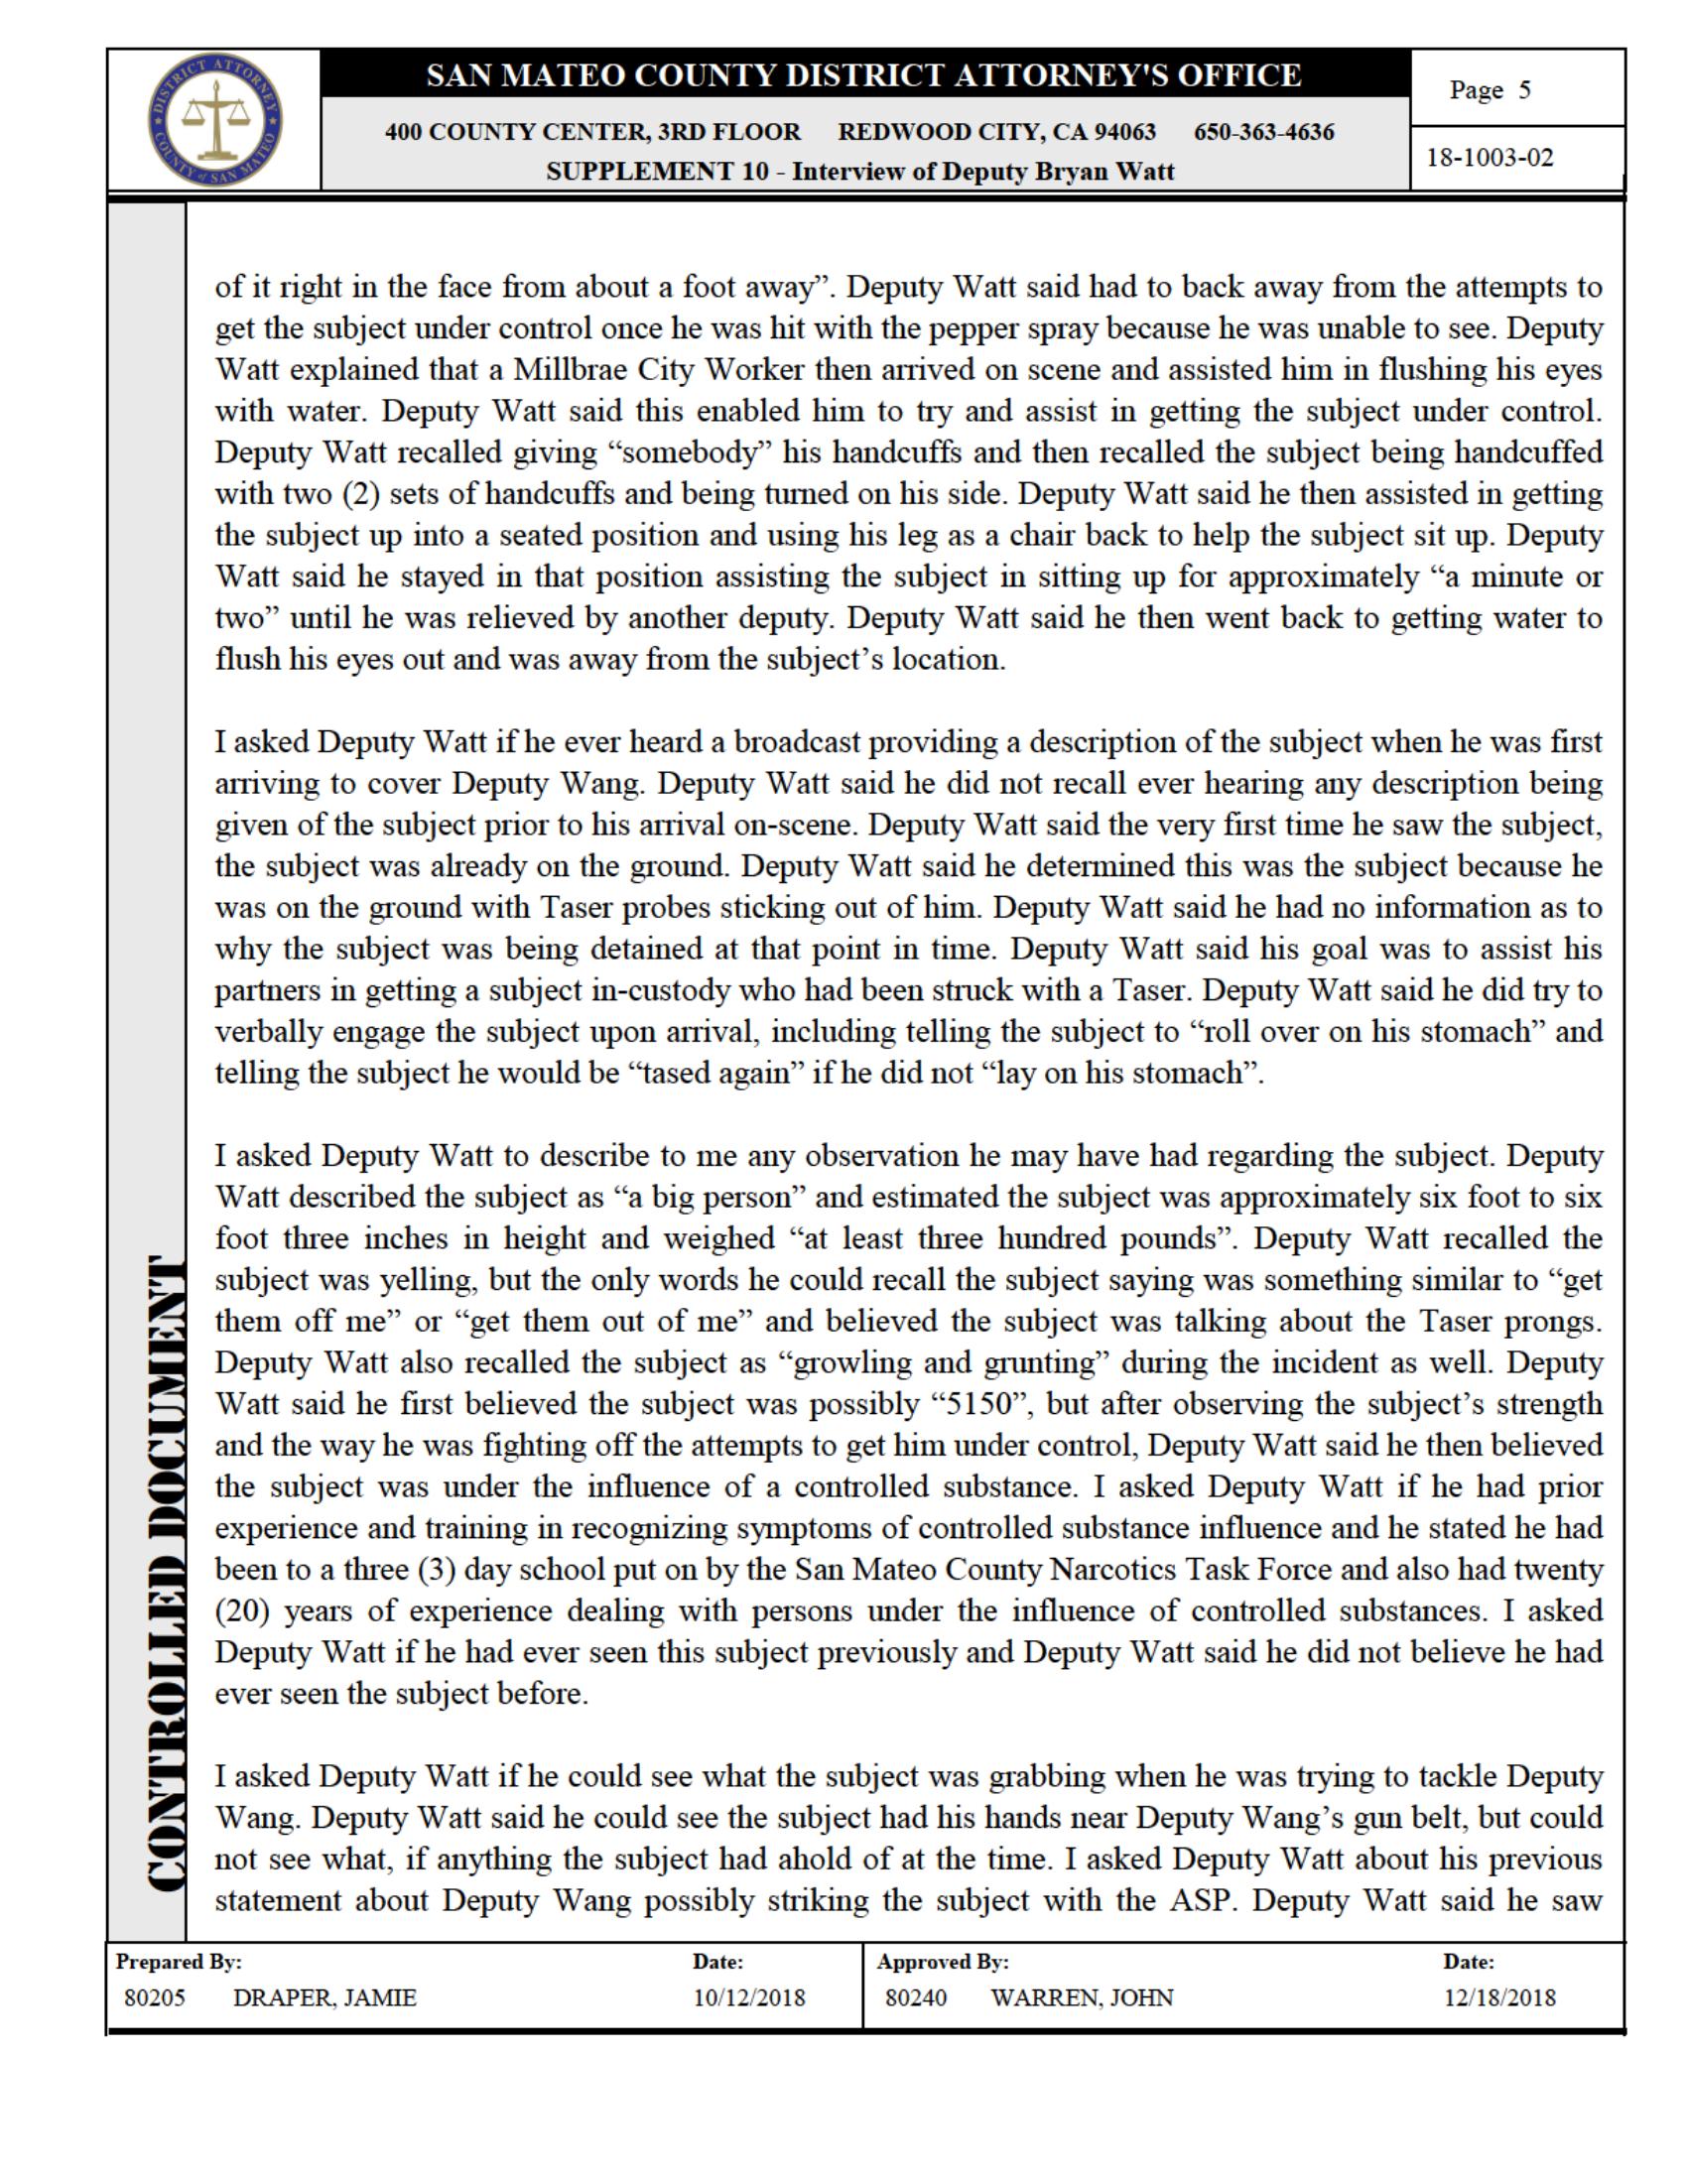 DISTRICT ATTORNEY
COUNTY of SAN MATEO
SAN MATEO COUNTY DISTRICT ATTORNEY'S OFFICE
400 COUNTY CENTER, 3RD FLOOR REDWOOD CITY, CA 94063 650-363-4636
SUPPLEMENT 10 - Interview of Deputy Bryan Watt
Page 5
18-1003-02
of it right in the face from about a foot away”. Deputy Watt said had to back away from the attempts to
get the subject under control once he was hit with the pepper spray because he was unable to see. Deputy
Watt explained that a Millbrae City Worker then arrived on scene and assisted him in flushing his eyes
with water. Deputy Watt said this enabled him to try and assist in getting the subject under control.
Deputy Watt recalled giving “somebody” his handcuffs and then recalled the subject being handcuffed
with two (2) sets of handcuffs and being turned on his side. Deputy Watt said he then assisted in getting
the subject up into a seated position and using his leg as a chair back to help the subject sit up. Deputy
Watt said he stayed in that position assisting the subject in sitting up for approximately “a minute or
two” until he was relieved by another deputy. Deputy Watt said he then went back to getting water to
flush his eyes out and was away from the subject’s location.
I asked Deputy Watt if he ever heard a broadcast providing a description of the subject when he was first
arriving to cover Deputy Wang. Deputy Watt said he did not recall ever hearing any description being
given of the subject prior to his arrival on-scene. Deputy Watt said the very first time he saw the subject,
the subject was already on the ground. Deputy Watt said he determined this was the subject because he
was on the ground with Taser probes sticking out of him. Deputy Watt said he had no information as to
why the subject was being detained at that point in time. Deputy Watt said his goal was to assist his
partners in getting a subject in-custody who had been struck with a Taser. Deputy Watt said he did try to
verbally engage the subject upon arrival, including telling the subject to “roll over on his stomach” and
telling the subject he would be “tased again” if he did not “lay on his stomach”.
I asked Deputy Watt to describe to me any observation he may have had regarding the subject. Deputy
Watt described the subject as “a big person” and estimated the subject was approximately six foot to six
foot three inches in height and weighed “at least three hundred pounds”. Deputy Watt recalled the
subject was yelling, but the only words he could recall the subject saying was something similar to “get
them off me” or “get them out of me” and believed the subject was talking about the Taser prongs.
Deputy Watt also recalled the subject as “growling and grunting” during the incident as well. Deputy
Watt said he first believed the subject was possibly “5150”, but after observing the subject’s strength
and the way he was fighting off the attempts to get him under control, Deputy Watt said he then believed
the subject was under the influence of a controlled substance. I asked Deputy Watt if he had prior
experience and training in recognizing symptoms of controlled substance influence and he stated he had
been to a three (3) day school put on by the San Mateo County Narcotics Task Force and also had twenty
(20) years of experience dealing with persons under the influence of controlled substances. I asked
Deputy Watt if he had ever seen this subject previously and Deputy Watt said he did not believe he had
ever seen the subject before.
I asked Deputy Watt if he could see what the subject was grabbing when he was trying to tackle Deputy
Wang. Deputy Watt said he could see the subject had his hands near Deputy Wang’s gun belt, but could
not see what, if anything the subject had ahold of at the time. I asked Deputy Watt about his previous
statement about Deputy Wang possibly striking the subject with the ASP. Deputy Watt said he saw
CONTROLLED DOCUMENT
Prepared By: Date: Approved By: Date:
80205 DRAPER, JAMIE 10/12/2018 80240 WARREN, JOHN 12/18/2018